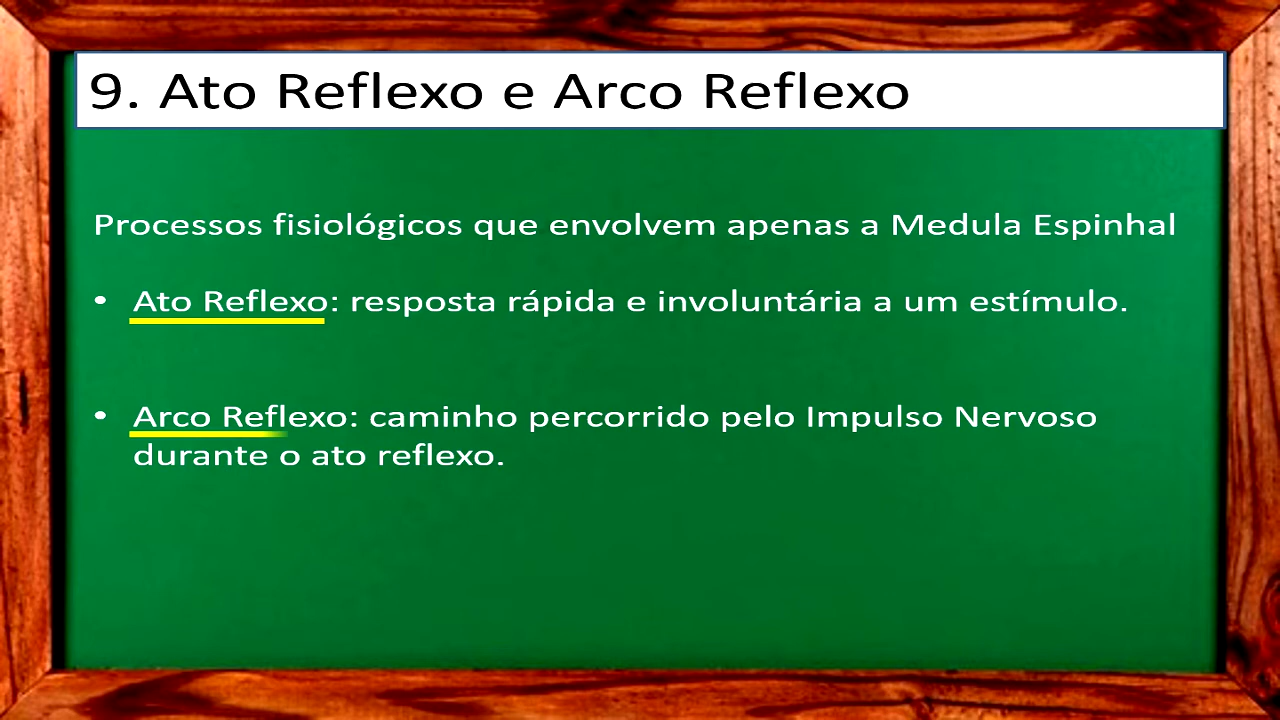 9. Ato Reflexo e Arco Reflexo
Processos fisiológicos que envolvem apenas a Medula Espinhal
• Ato Reflexo: resposta rápida e involuntária a um estímulo.
• Arco Reflexo: caminho percorrido pelo Impulso Nervoso
durante o ato reflexo.